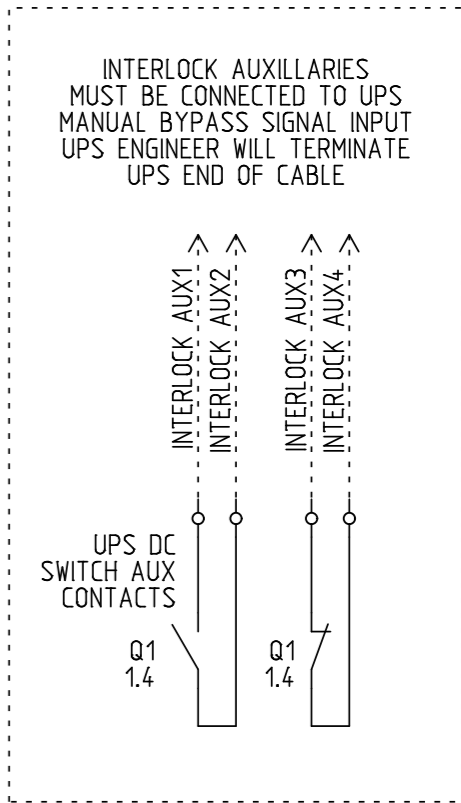 INTERLOCK AUXILLARIES
MUST BE CONNECTED TO UPS
MANUAL BYPASS SIGNAL INPUT
UPS ENGINEER WILL TERMINATE
UPS END OF CABLE
INTERLOCK AUX1
INTERLOCK AUX2
INTERLOCK AUX3
INTERLOCK AUX4
UPS DC
SWITCH AUX
CONTACTS
Q1
1.4
Q1
1.4